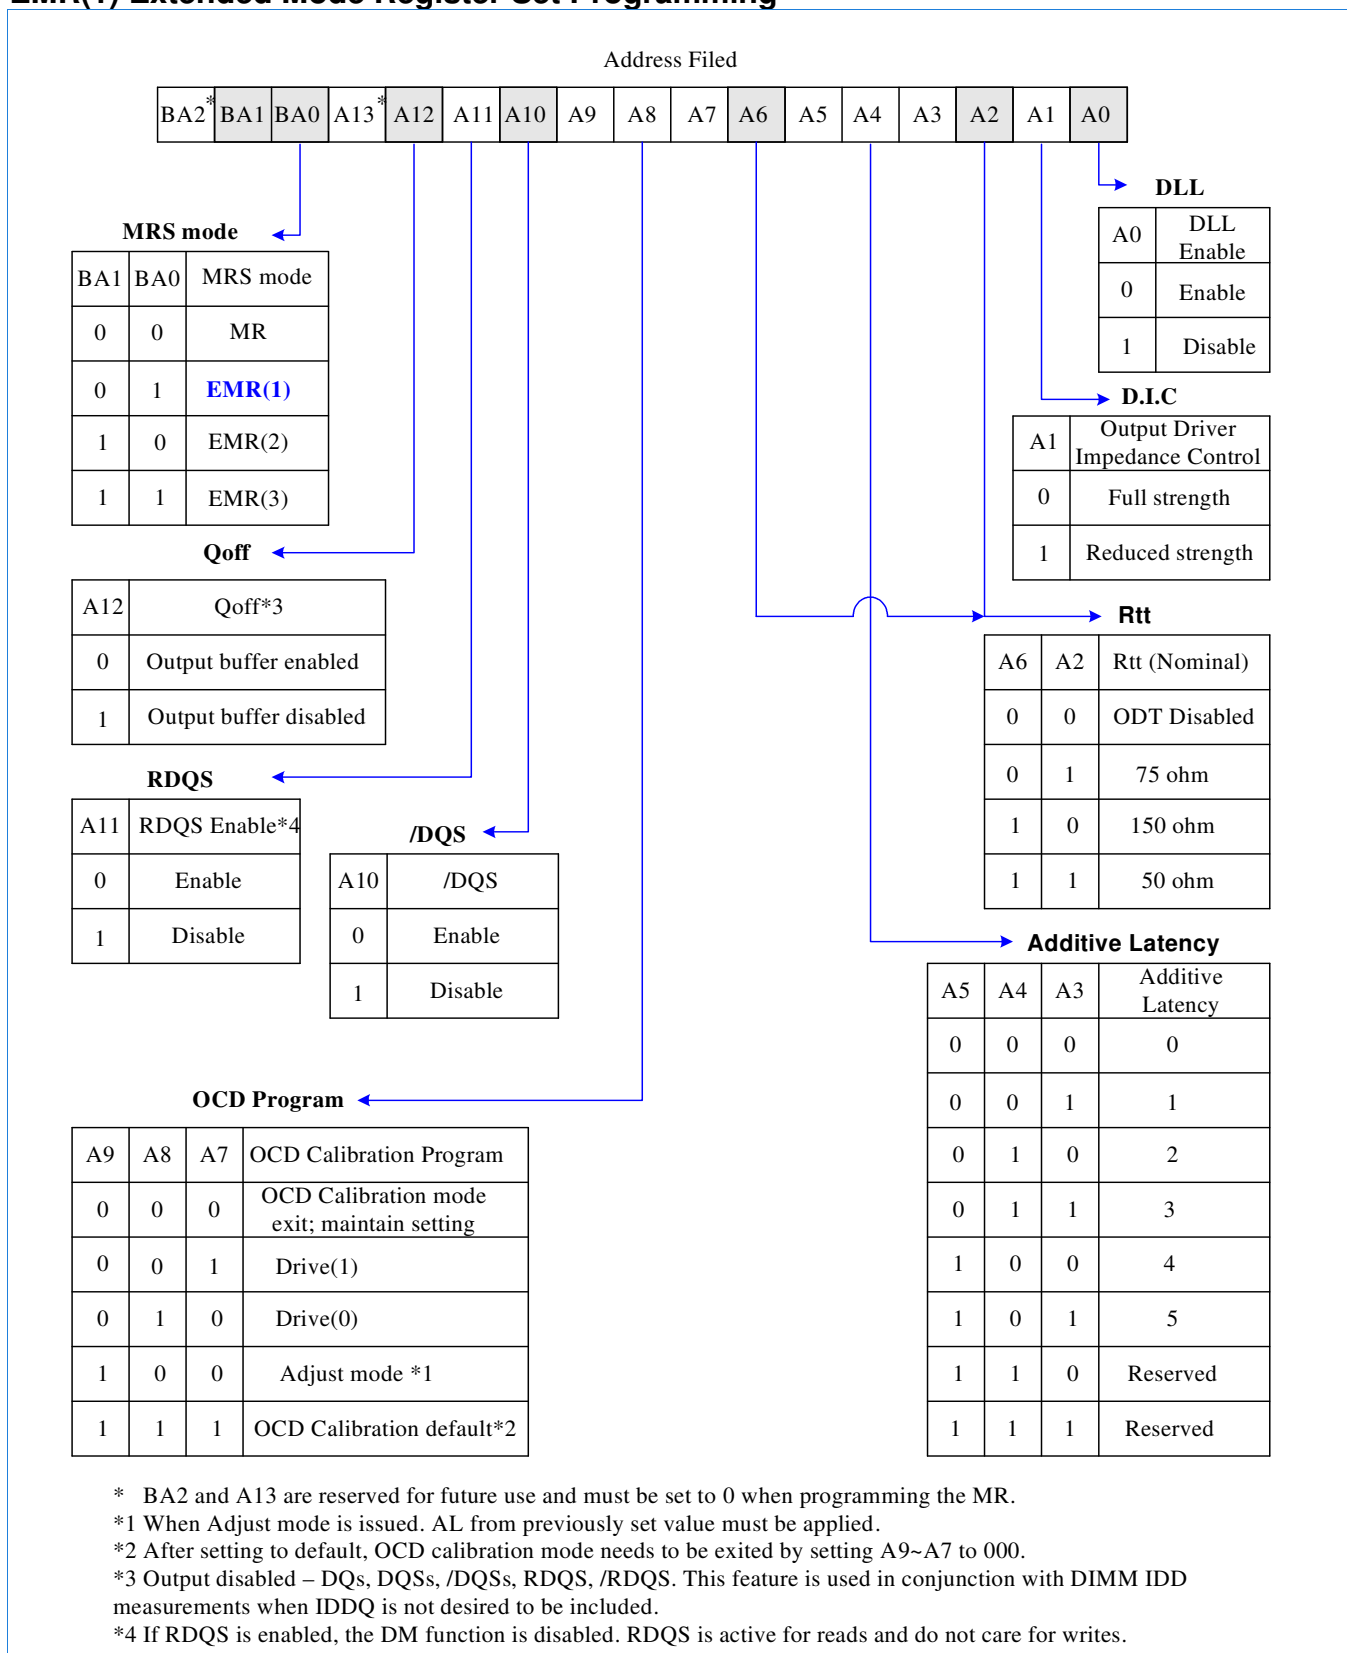 EMR(1) Extended Mode Register Set Programming
Address Filed
BA2* BA1 BA0 A13* A12 A11 A10 A9 A8 A7 A6 A5 A4 A3 A2 A1 A0
DLL
A0 DLL Enable
0 Enable
1 Disable
MRS mode
BA1 BA0 MRS mode
0 0 MR
0 1 EMR(1)
1 0 EMR(2)
1 1 EMR(3)
D.I.C
A1 Output Driver Impedance Control
0 Full strength
1 Reduced strength
Qoff
A12 Qoff*3
0 Output buffer enabled
1 Output buffer disabled
Rtt
A6 A2 Rtt (Nominal)
0 0 ODT Disabled
0 1 75 ohm
1 0 150 ohm
1 1 50 ohm
RDQS
A11 RDQS Enable*4
0 Enable
1 Disable
/DQS
A10 /DQS
0 Enable
1 Disable
Additive Latency
A5 A4 A3 Additive Latency
0 0 0 0
0 0 1 1
0 1 0 2
0 1 1 3
1 0 0 4
1 0 1 5
1 1 0 Reserved
1 1 1 Reserved
OCD Program
A9 A8 A7 OCD Calibration Program
0 0 0 OCD Calibration mode exit; maintain setting
0 0 1 Drive(1)
0 1 0 Drive(0)
1 0 0 Adjust mode *1
1 1 1 OCD Calibration default*2
* BA2 and A13 are reserved for future use and must be set to 0 when programming the MR.
*1 When Adjust mode is issued. AL from previously set value must be applied.
*2 After setting to default, OCD calibration mode needs to be exited by setting A9~A7 to 000.
*3 Output disabled – DQs, DQSs, /DQSs, RDQS, /RDQS. This feature is used in conjunction with DIMM IDD
measurements when IDDQ is not desired to be included.
*4 If RDQS is enabled, the DM function is disabled. RDQS is active for reads and do not care for writes.